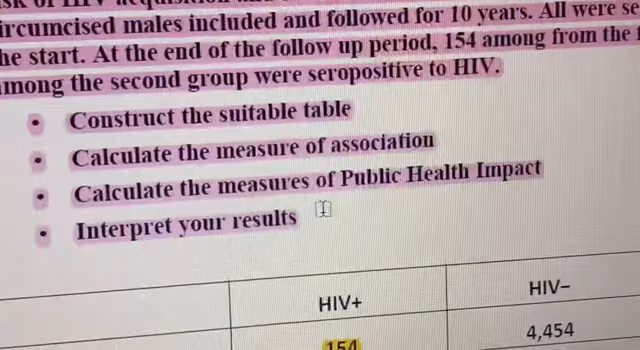 ircumcised males included and followed for 10 years. All were se
he start. At the end of the follow up period, 154 among from the
mong the second group were seropositive to HIV.
• Construct the suitable table
• Calculate the measure of association
• Calculate the measures of Public Health Impact
• Interpret your results
HIV+ HIV–
154 4,454